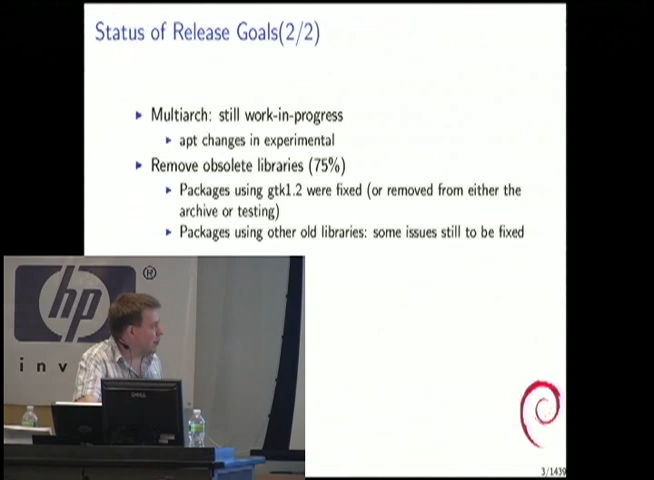 Status of Release Goals(2/2)
Multiarch: still work-in-progress
apt changes in experimental
Remove obsolete libraries (75%)
Packages using gtk1.2 were fixed (or removed from either the
archive or testing)
Packages using other old libraries: some issues still to be fixed
hp
®
inv
DELL
3/1439